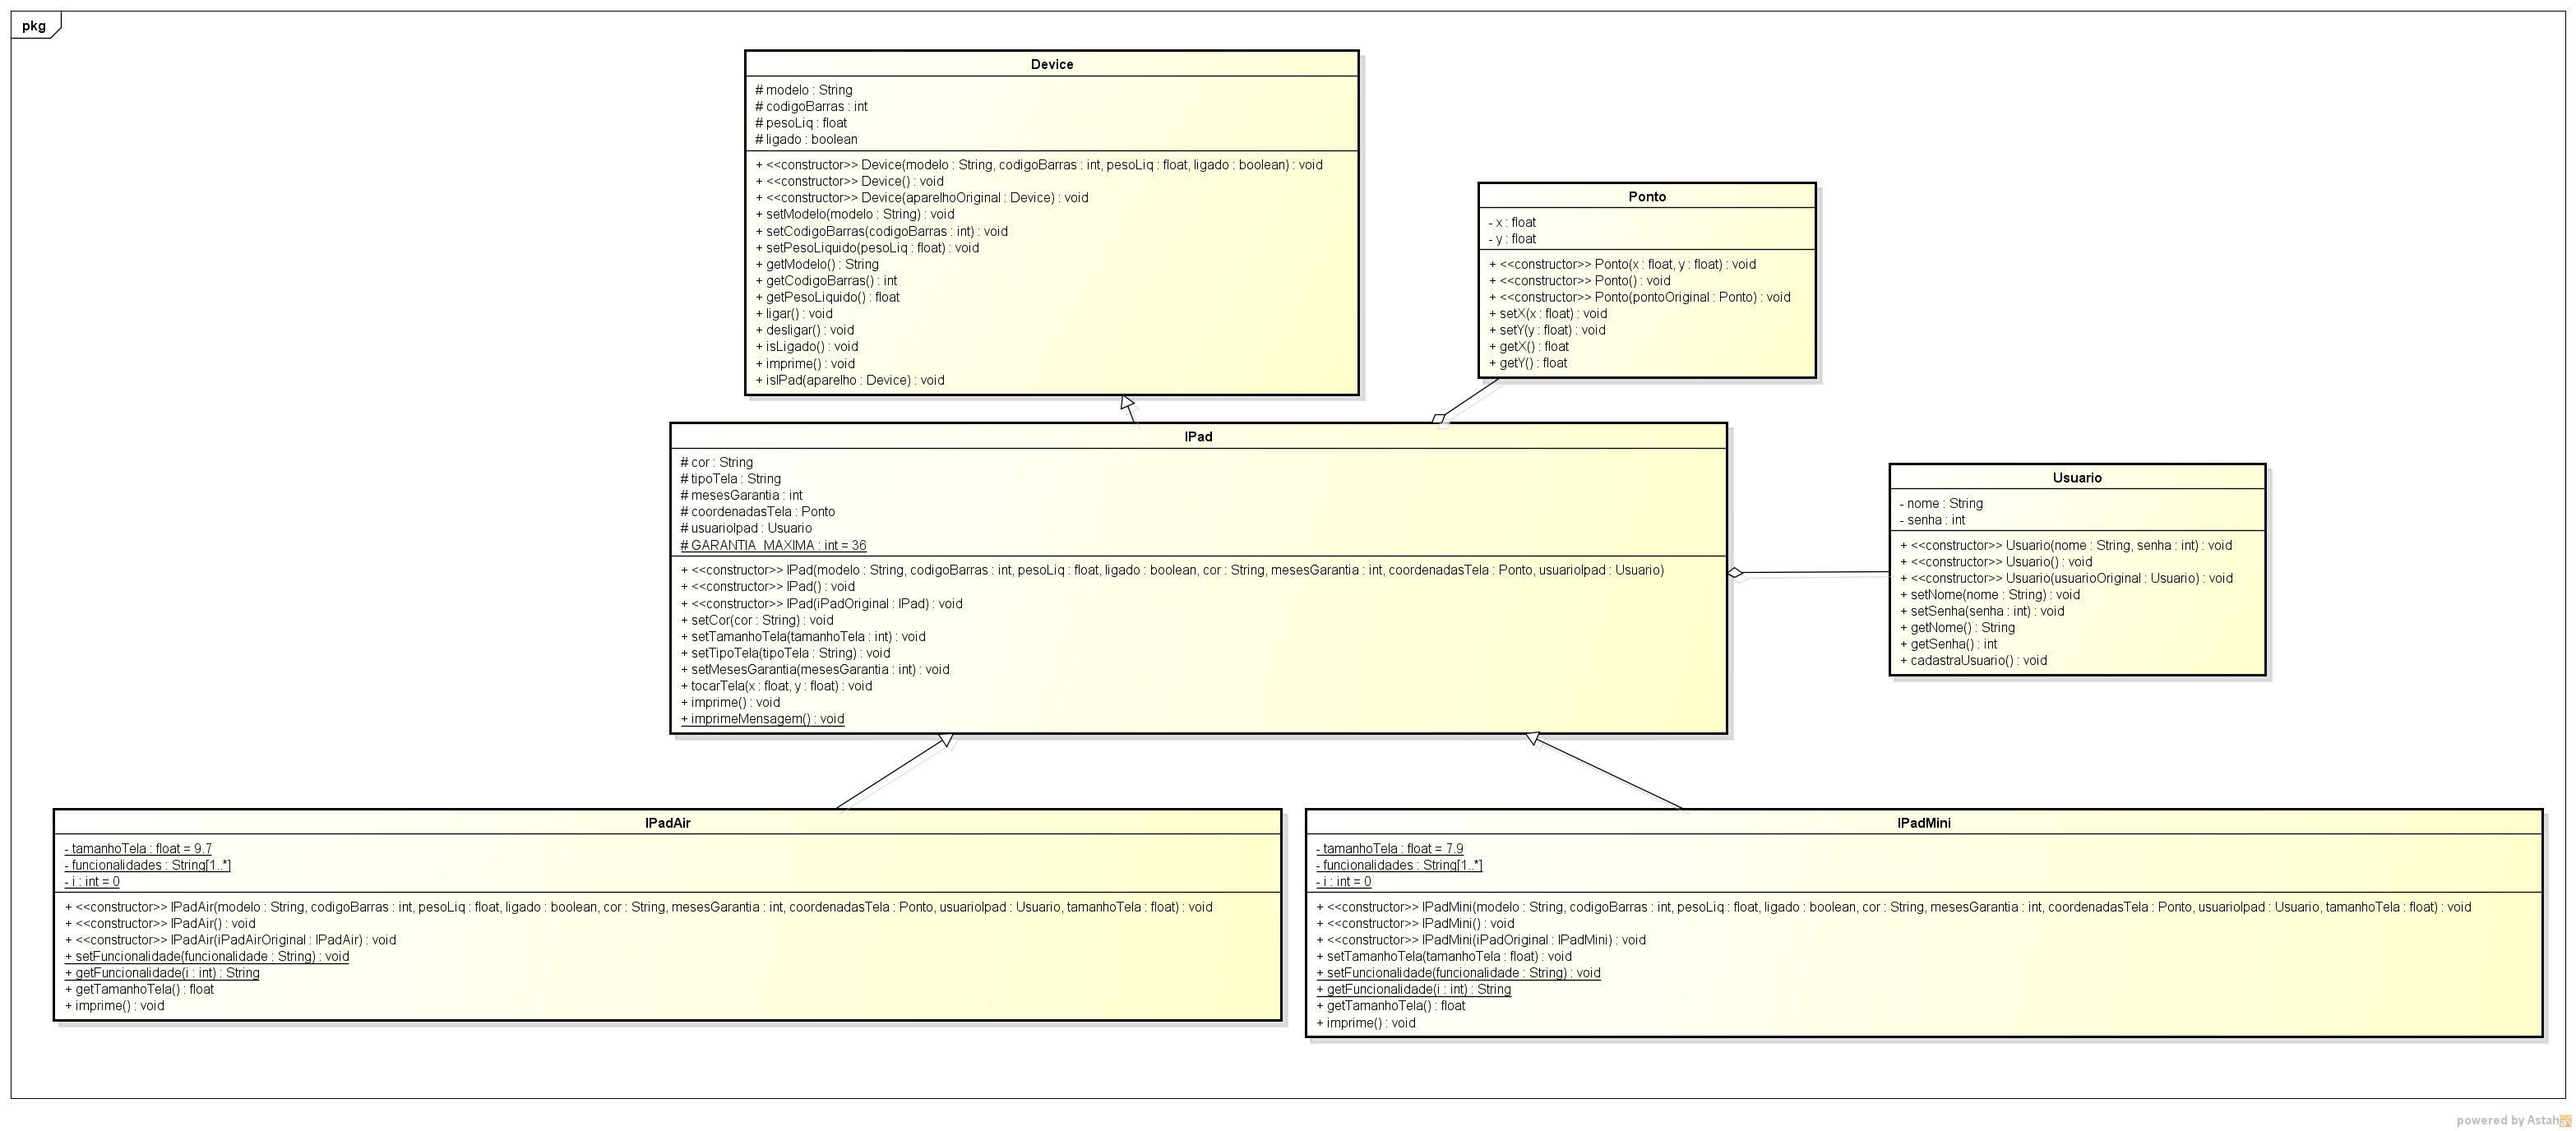 pkg
Device
# modelo : String
# codigoBarras : int
# pesoLiq : float
# ligado : boolean
+ <<constructor>> Device(modelo : String, codigoBarras : int, pesoLiq : float, ligado : boolean) : void
+ <<constructor>> Device() : void
+ <<constructor>> Device(aparelhoOriginal : Device) : void
+ setModelo(modelo : String) : void
+ setCodigoBarras(codigoBarras : int) : void
+ setPesoLiquido(pesoLiq : float) : void
+ getModelo() : String
+ getCodigoBarras() : int
+ getPesoLiquido() : float
+ ligar() : void
+ desligar() : void
+ isLigado() : void
+ imprime() : void
+ isIPad(aparelho : Device) : void
Ponto
- x : float
- y : float
+ <<constructor>> Ponto(x : float, y : float) : void
+ <<constructor>> Ponto() : void
+ <<constructor>> Ponto(pontoOriginal : Ponto) : void
+ setX(x : float) : void
+ setY(y : float) : void
+ getX() : float
+ getY() : float
IPad
# cor : String
# tipoTela : String
# mesesGarantia : int
# coordenadasTela : Ponto
# usuarioIpad : Usuario
# GARANTIA_MAXIMA : int = 36
+ <<constructor>> IPad(modelo : String, codigoBarras : int, pesoLiq : float, ligado : boolean, cor : String, mesesGarantia : int, coordenadasTela : Ponto, usuarioIpad : Usuario)
+ <<constructor>> IPad() : void
+ <<constructor>> IPad(iPadOriginal : IPad) : void
+ setCor(cor : String) : void
+ setTamanhoTela(tamanhoTela : int) : void
+ setTipoTela(tipoTela : String) : void
+ setMesesGarantia(mesesGarantia : int) : void
+ tocarTela(x : float, y : float) : void
+ imprime() : void
+ imprimeMensagem() : void
Usuario
- nome : String
- senha : int
+ <<constructor>> Usuario(nome : String, senha : int) : void
+ <<constructor>> Usuario() : void
+ <<constructor>> Usuario(usuarioOriginal : Usuario) : void
+ setNome(nome : String) : void
+ setSenha(senha : int) : void
+ getNome() : String
+ getSenha() : int
+ cadastraUsuario() : void
IPadAir
- tamanhoTela : float = 9.7
- funcionalidades : String[1..*]
- i : int = 0
+ <<constructor>> IPadAir(modelo : String, codigoBarras : int, pesoLiq : float, ligado : boolean, cor : String, mesesGarantia : int, coordenadasTela : Ponto, usuarioIpad : Usuario, tamanhoTela : float) : void
+ <<constructor>> IPadAir() : void
+ <<constructor>> IPadAir(iPadAirOriginal : IPadAir) : void
+ setFuncionalidade(funcionalidade : String) : void
+ getFuncionalidade(i : int) : String
+ getTamanhoTela() : float
+ imprime() : void
IPadMini
- tamanhoTela : float = 7.9
- funcionalidades : String[1..*]
- i : int = 0
+ <<constructor>> IPadMini(modelo : String, codigoBarras : int, pesoLiq : float, ligado : boolean, cor : String, mesesGarantia : int, coordenadasTela : Ponto, usuarioIpad : Usuario, tamanhoTela : float) : void
+ <<constructor>> IPadMini() : void
+ <<constructor>> IPadMini(iPadOriginal : IPadMini) : void
+ setTamanhoTela(tamanhoTela : float) : void
+ setFuncionalidade(funcionalidade : String) : void
+ getFuncionalidade(i : int) : String
+ getTamanhoTela() : float
+ imprime() : void
powered by Astah